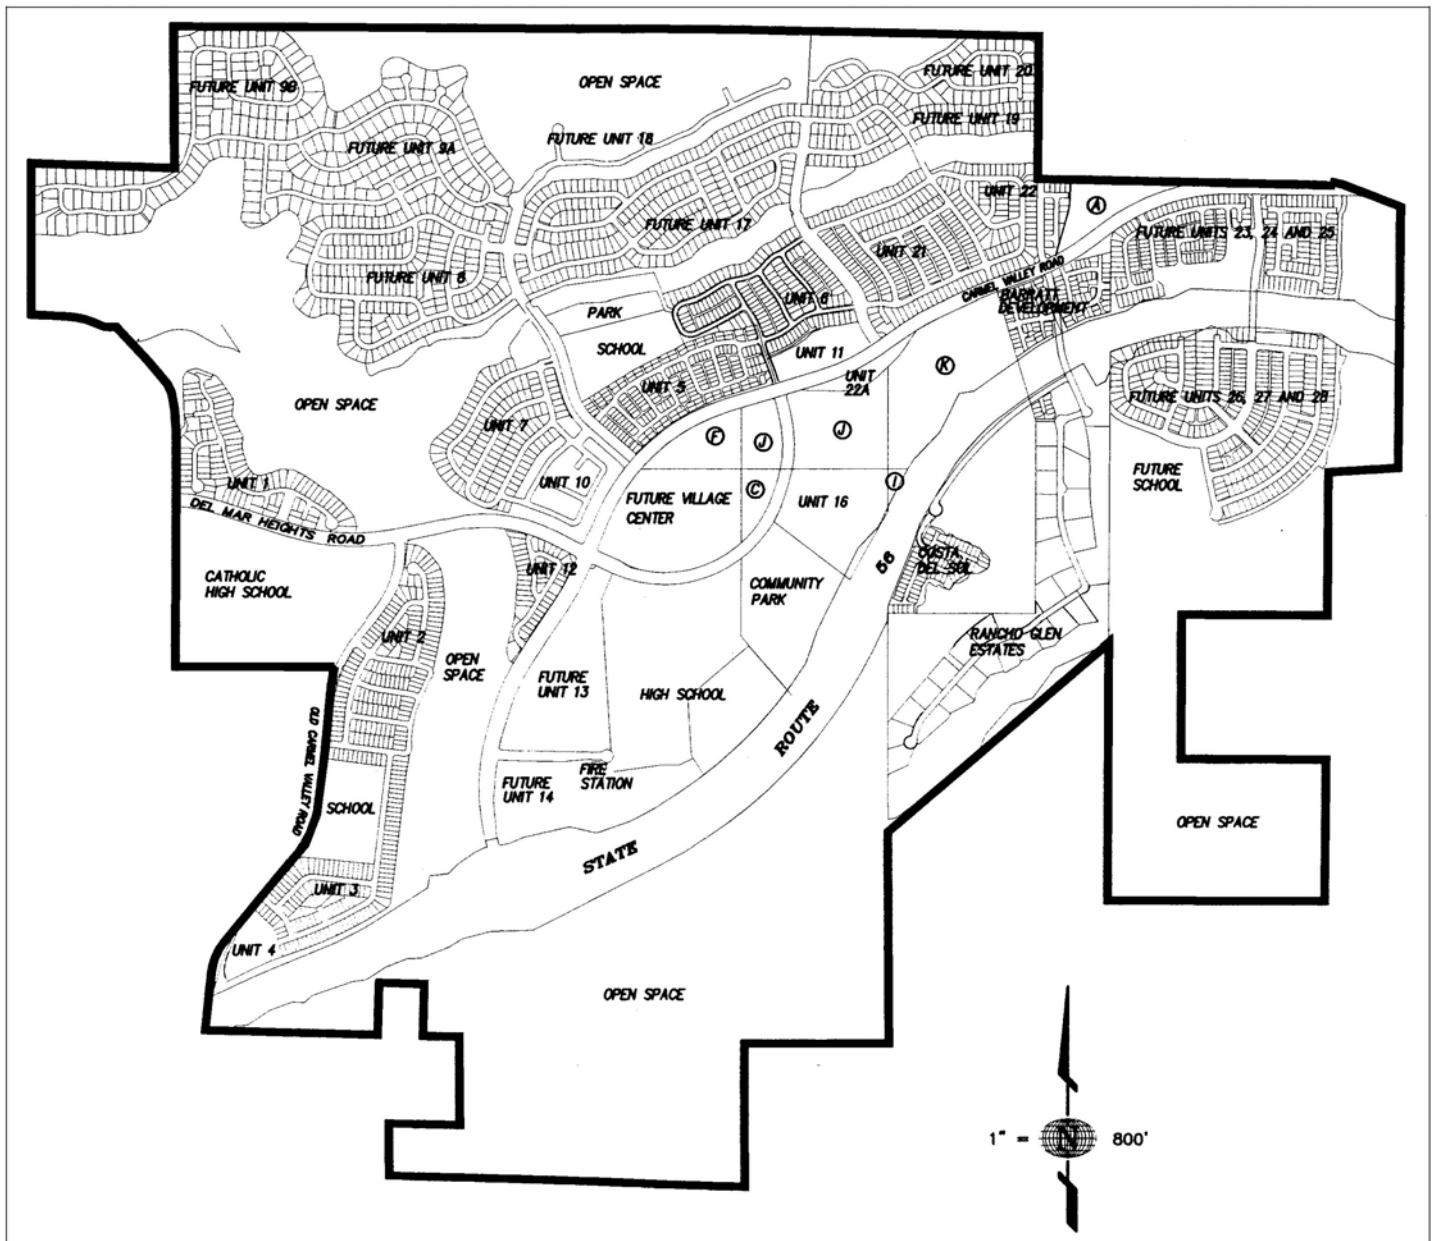 OPEN SPACE
FUTURE UNIT 20
FUTURE UNIT 9B
FUTURE UNIT 19
FUTURE UNIT 18
FUTURE UNIT 9A
UNIT 22
A
FUTURE UNIT 17
FUTURE UNITS 23, 24 AND 25
UNIT 21
CARMEL VALLEY ROAD
FUTURE UNIT 8
BARRATT
DEVELOPMENT
UNIT 6
PARK
SCHOOL
UNIT 11
K
UNIT
22A
UNIT 5
FUTURE UNITS 26, 27 AND 28
OPEN SPACE
UNIT 7
F
J
J
FUTURE
SCHOOL
UNIT 1
UNIT 10
C
I
FUTURE VILLAGE
CENTER
UNIT 16
DEL MAR HEIGHTS ROAD
56
CUSTA
DEL SOL
UNIT 12
CATHOLIC
HIGH SCHOOL
COMMUNITY
PARK
UNIT 2
RANCHO GLEN
ESTATES
OPEN
SPACE
FUTURE
UNIT 13
HIGH SCHOOL
OLD CARMEL VALLEY ROAD
ROUTE
FIRE
STATION
FUTURE
UNIT 14
SCHOOL
OPEN SPACE
STATE
UNIT 3
UNIT 4
OPEN SPACE
1" = N 800'